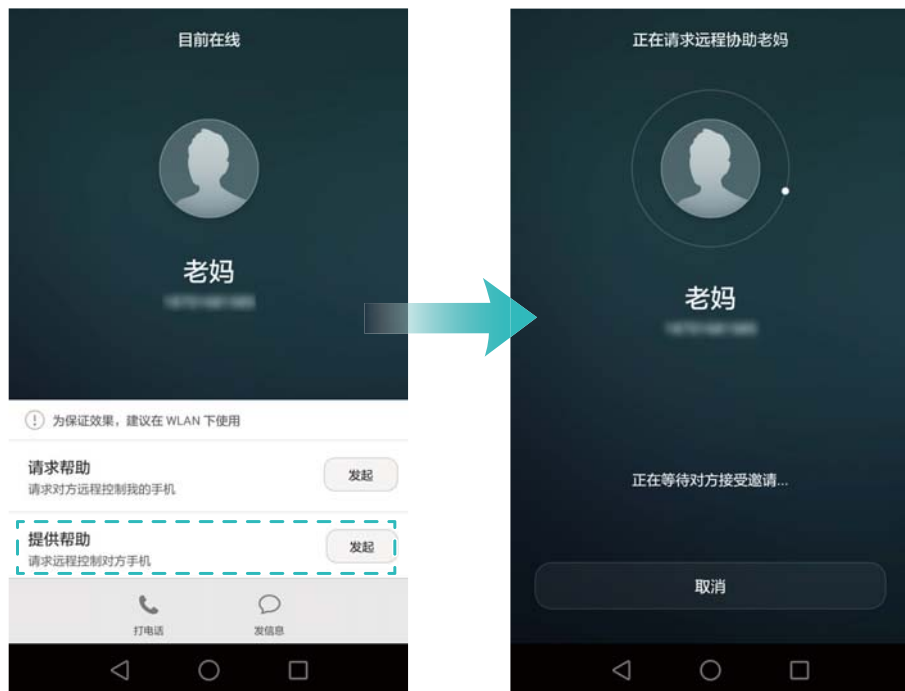 目前在线
老妈
为保证效果，建议在 WLAN 下使用
请求帮助
请求对方远程控制我的手机
发起
提供帮助
请求远程控制对方手机
发起
打电话
发信息
正在请求远程协助老妈
老妈
正在等待对方接受邀请...
取消